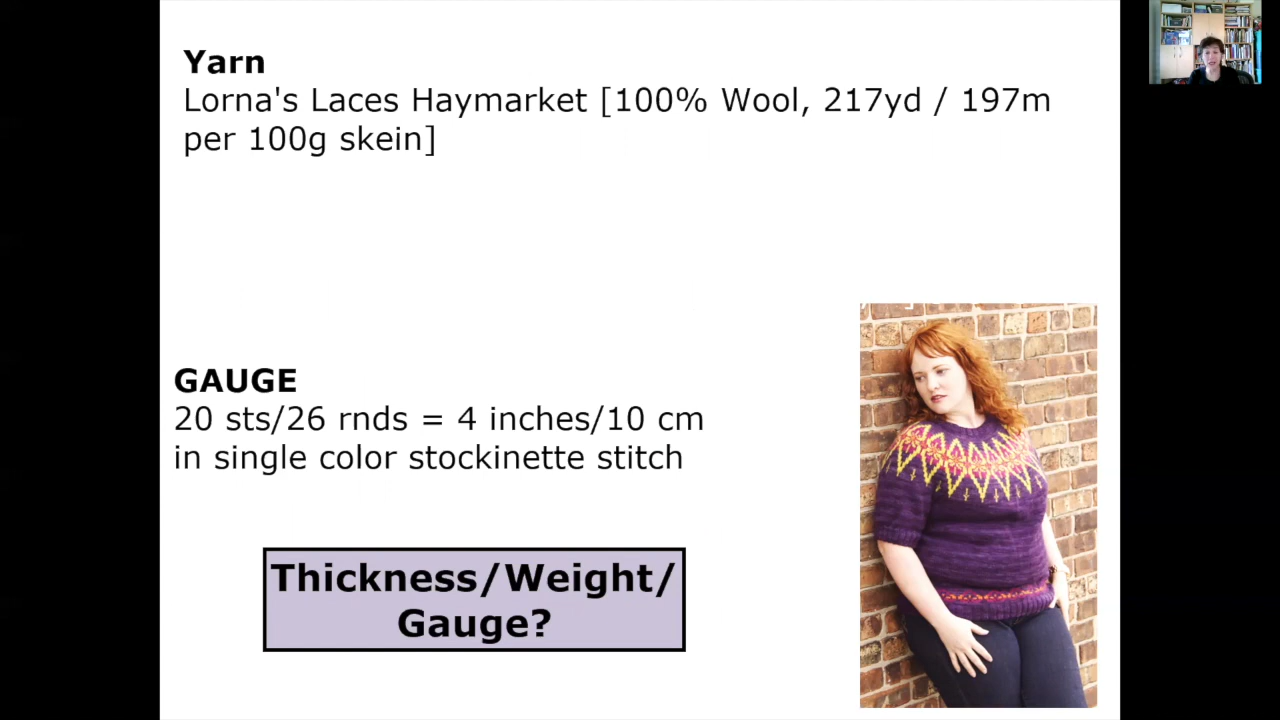 Yarn
Lorna's Laces Haymarket [100% Wool, 217yd / 197m
per 100g skein]
GAUGE
20 sts/26 rnds = 4 inches/10 cm
in single color stockinette stitch
Thickness/Weight/
Gauge?